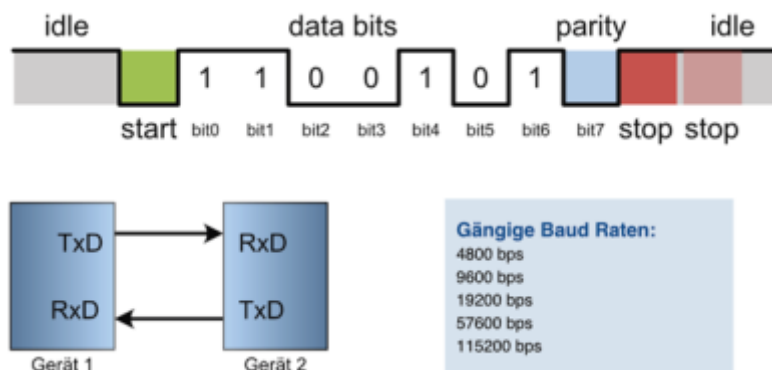 idle data bits parity idle
1 1 0 0 1 0 1
start bit0 bit1 bit2 bit3 bit4 bit5 bit6 bit7 stop stop
TxD RxD
RxD TxD
Gerät 1 Gerät 2
Gängige Baud Raten:
4800 bps
9600 bps
19200 bps
57600 bps
115200 bps